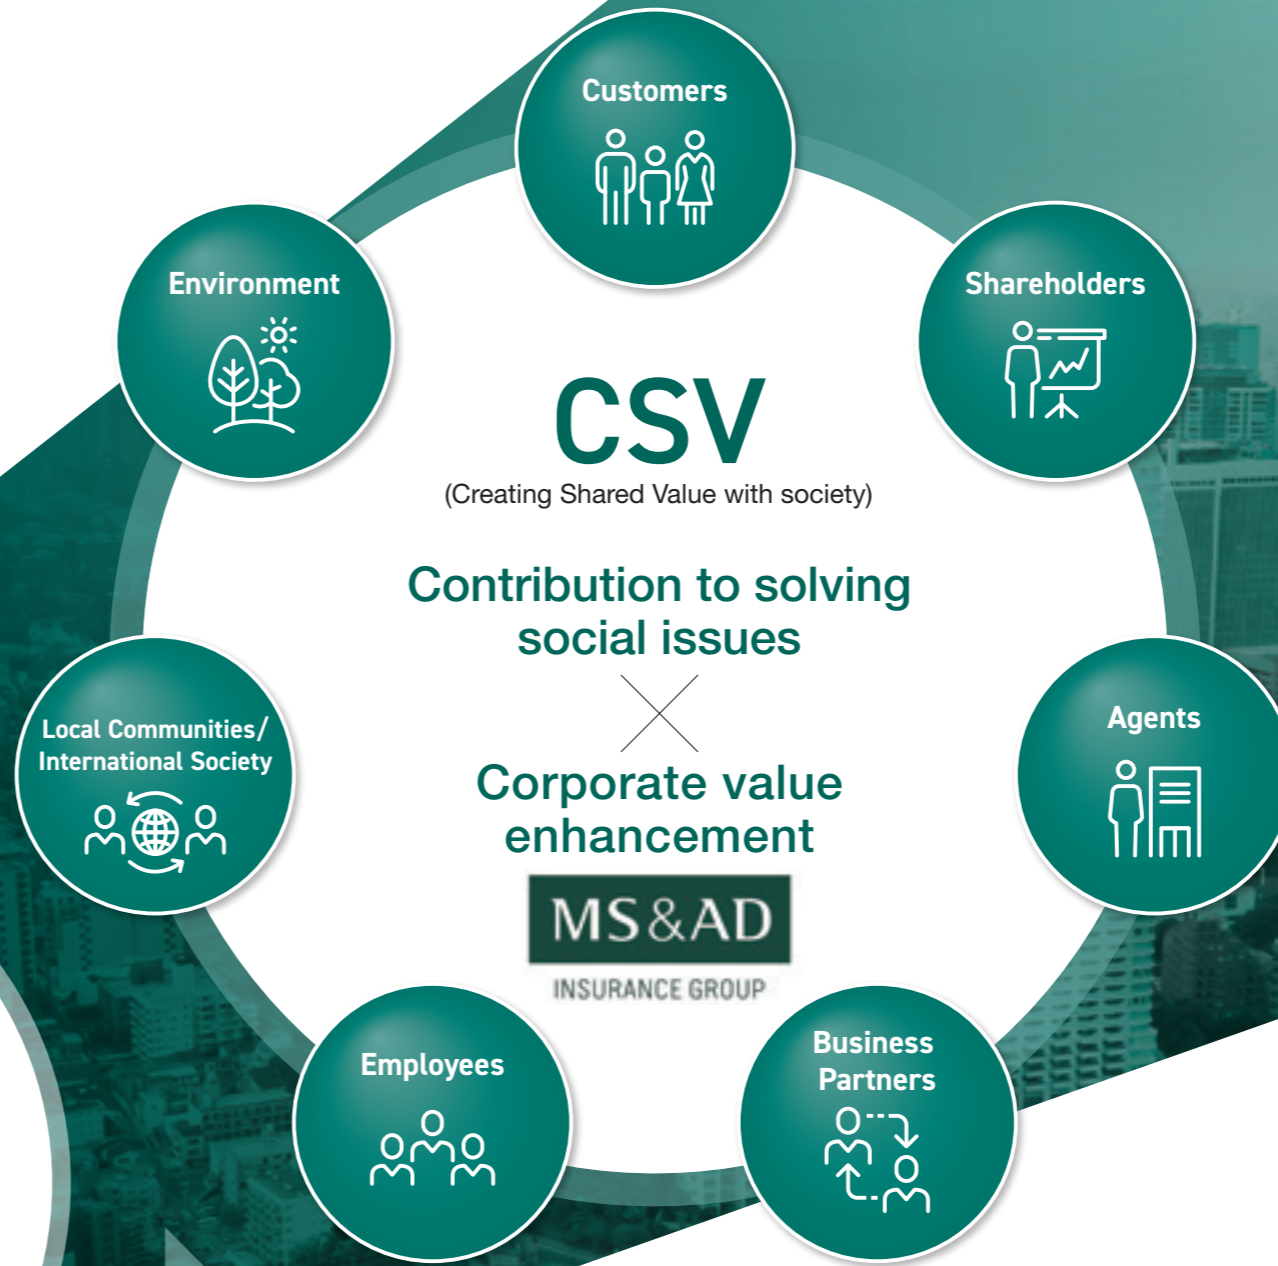 Customers
Environment
Shareholders
CSV
(Creating Shared Value with society)
Contribution to solving
social issues
Corporate value
enhancement
MS&AD
INSURANCE GROUP
Local Communities/
International Society
Agents
Employees
Business
Partners